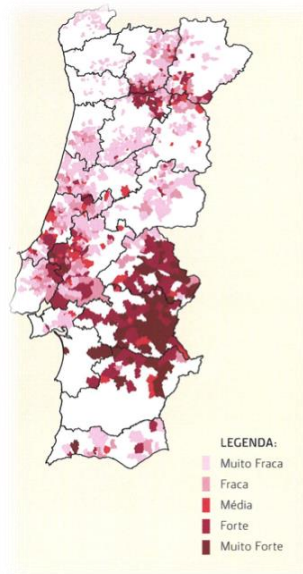 LEGENDA:
Muito Fraca
Fraca
Média
Forte
Muito Forte